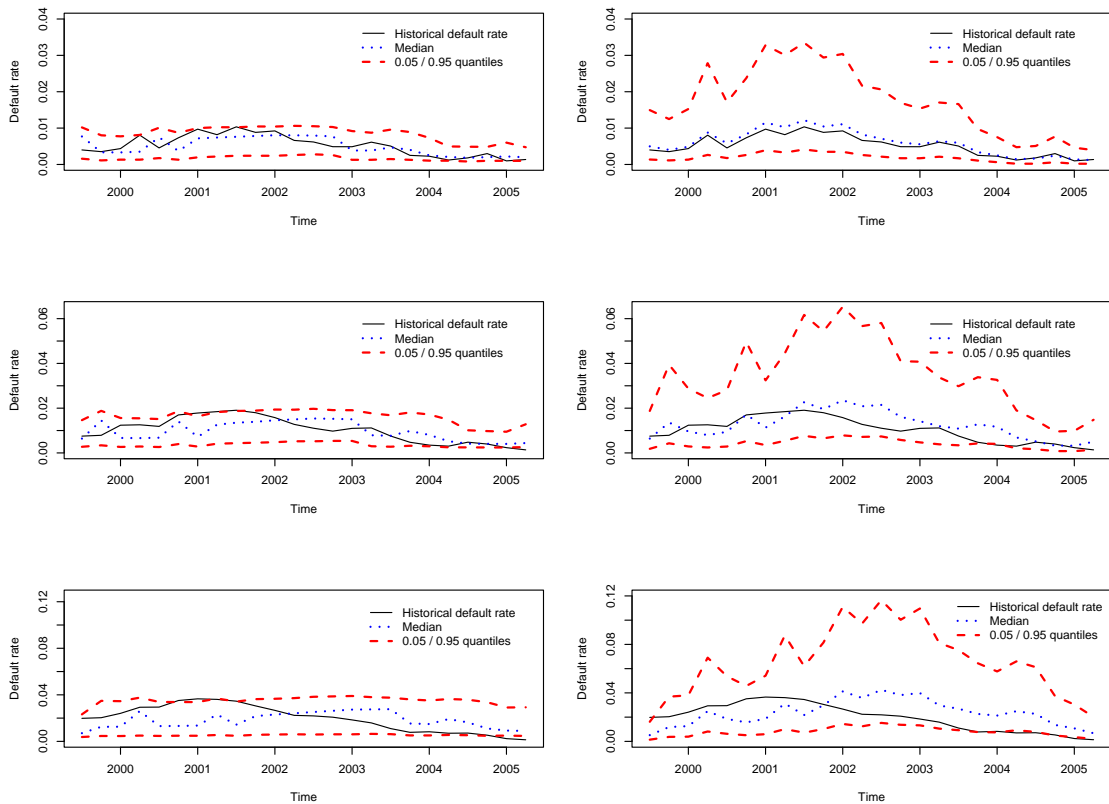 0.00 0.01 0.02 0.03 0.04
Default rate
Historical default rate
Median
0.05 / 0.95 quantiles
2000 2001 2002 2003 2004 2005
Time
0.00 0.01 0.02 0.03 0.04
Default rate
Historical default rate
Median
0.05 / 0.95 quantiles
2000 2001 2002 2003 2004 2005
Time
0.00 0.02 0.04 0.06
Default rate
Historical default rate
Median
0.05 / 0.95 quantiles
2000 2001 2002 2003 2004 2005
Time
0.00 0.02 0.04 0.06
Default rate
Historical default rate
Median
0.05 / 0.95 quantiles
2000 2001 2002 2003 2004 2005
Time
0.00 0.04 0.08 0.12
Default rate
Historical default rate
Median
0.05 / 0.95 quantiles
2000 2001 2002 2003 2004 2005
Time
0.00 0.04 0.08 0.12
Default rate
Historical default rate
Median
0.05 / 0.95 quantiles
2000 2001 2002 2003 2004 2005
Time